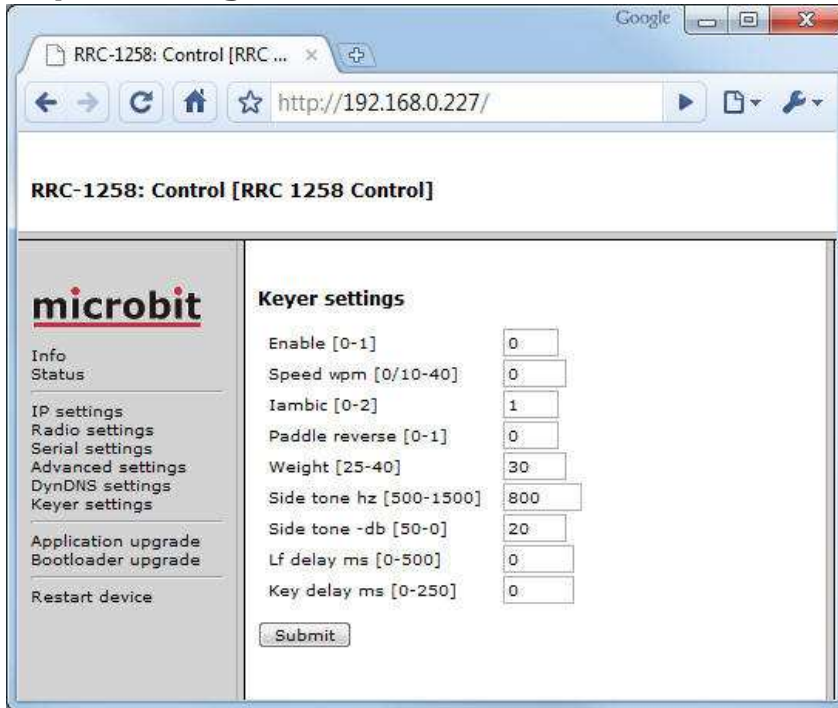 Google
RRC-1258: Control [RRC ...
http://192.168.0.227/
RRC-1258: Control [RRC 1258 Control]
microbit
Info
Status
IP settings
Radio settings
Serial settings
Advanced settings
DynDNS settings
Keyer settings
Application upgrade
Bootloader upgrade
Restart device
Keyer settings
Enable [0-1] 0
Speed wpm [0/10-40] 0
Iambic [0-2] 1
Paddle reverse [0-1] 0
Weight [25-40] 30
Side tone hz [500-1500] 800
Side tone -db [50-0] 20
Lf delay ms [0-500] 0
Key delay ms [0-250] 0
Submit